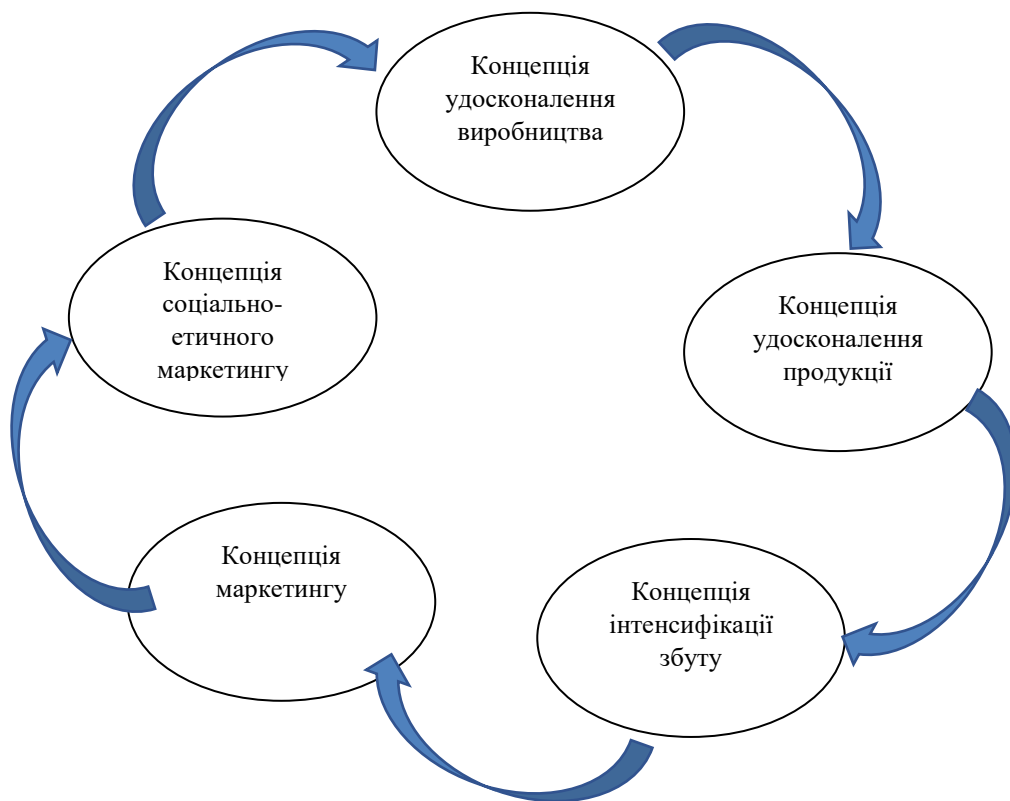 Концепція
удосконалення
виробництва
Концепція
удосконалення
продукції
Концепція
інтенсифікації
збуту
Концепція
маркетингу
Концепція
соціально-
етичного
маркетингу